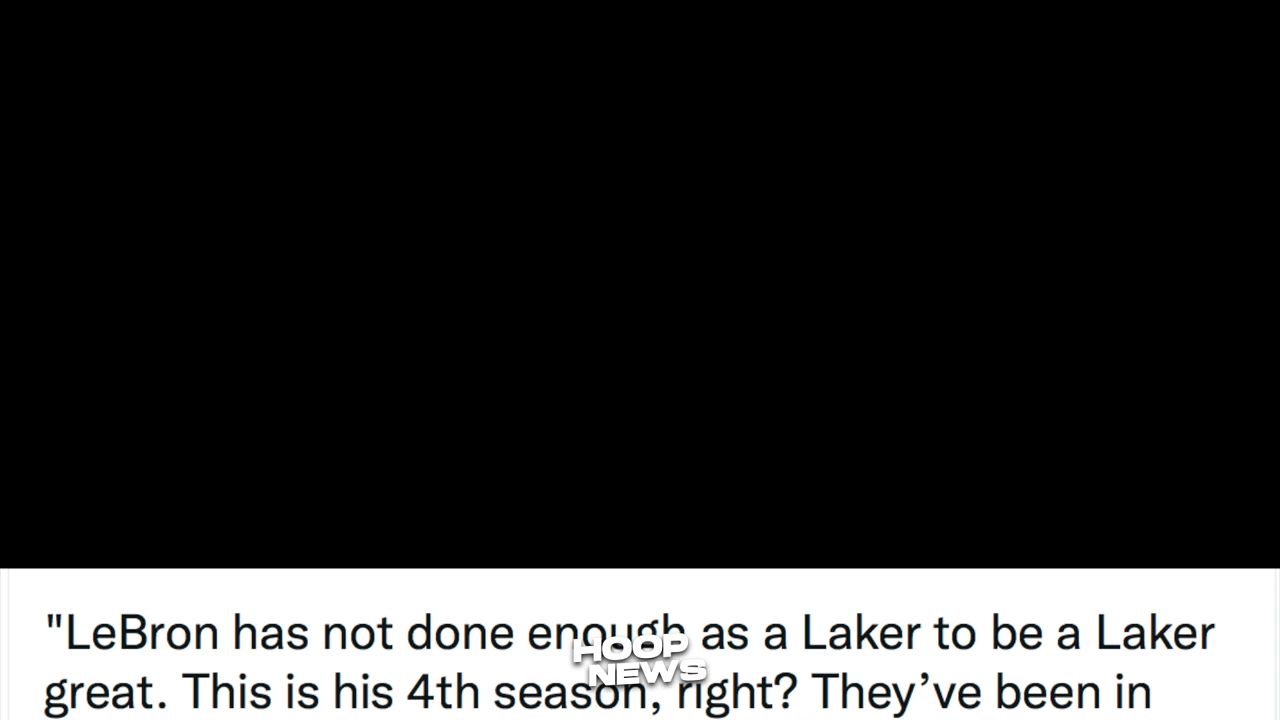 "LeBron has not done enough as a Laker to be a Laker
great. This is his 4th season, right? They’ve been in
HOOP
NEWS